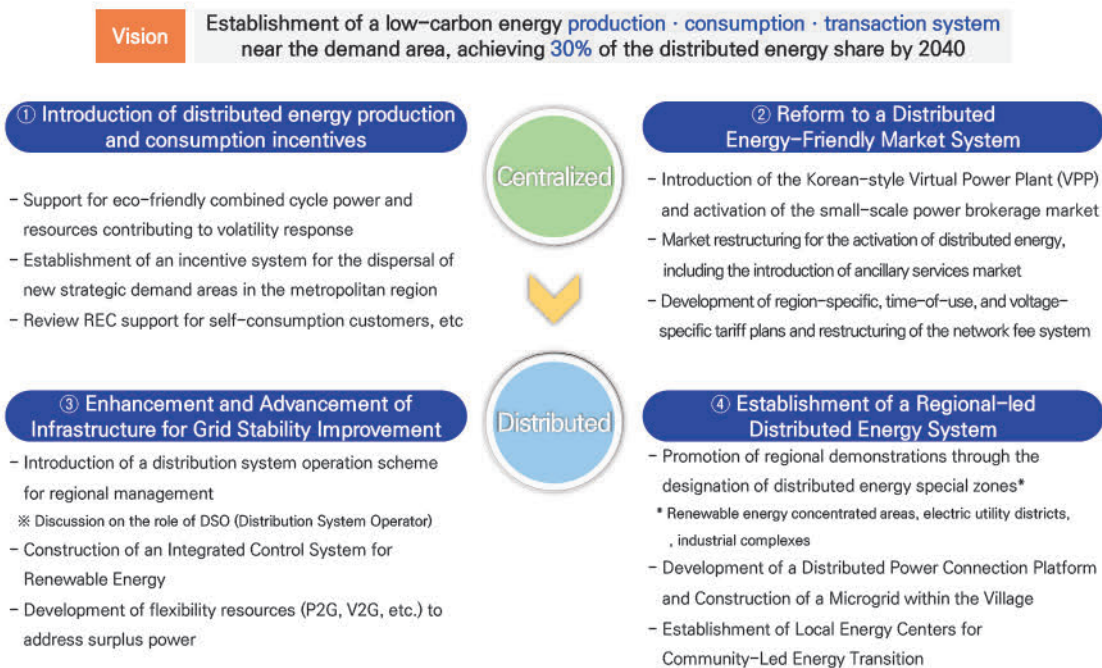 Vision
Establishment of a low-carbon energy production · consumption · transaction system
near the demand area, achieving 30% of the distributed energy share by 2040
① Introduction of distributed energy production
and consumption incentives
- Support for eco-friendly combined cycle power and
resources contributing to volatility response
- Establishment of an incentive system for the dispersal of
new strategic demand areas in the metropolitan region
- Review REC support for self-consumption customers, etc
Centralized
② Reform to a Distributed
Energy-Friendly Market System
- Introduction of the Korean-style Virtual Power Plant (VPP)
and activation of the small-scale power brokerage market
- Market restructuring for the activation of distributed energy,
including the introduction of ancillary services market
- Development of region-specific, time-of-use, and voltage-
specific tariff plans and restructuring of the network fee system
③ Enhancement and Advancement of
Infrastructure for Grid Stability Improvement
- Introduction of a distribution system operation scheme
for regional management
※ Discussion on the role of DSO (Distribution System Operator)
- Construction of an Integrated Control System for
Renewable Energy
- Development of flexibility resources (P2G, V2G, etc.) to
address surplus power
Distributed
④ Establishment of a Regional-led
Distributed Energy System
- Promotion of regional demonstrations through the
designation of distributed energy special zones*
* Renewable energy concentrated areas, electric utility districts,
, industrial complexes
- Development of a Distributed Power Connection Platform
and Construction of a Microgrid within the Village
- Establishment of Local Energy Centers for
Community-Led Energy Transition